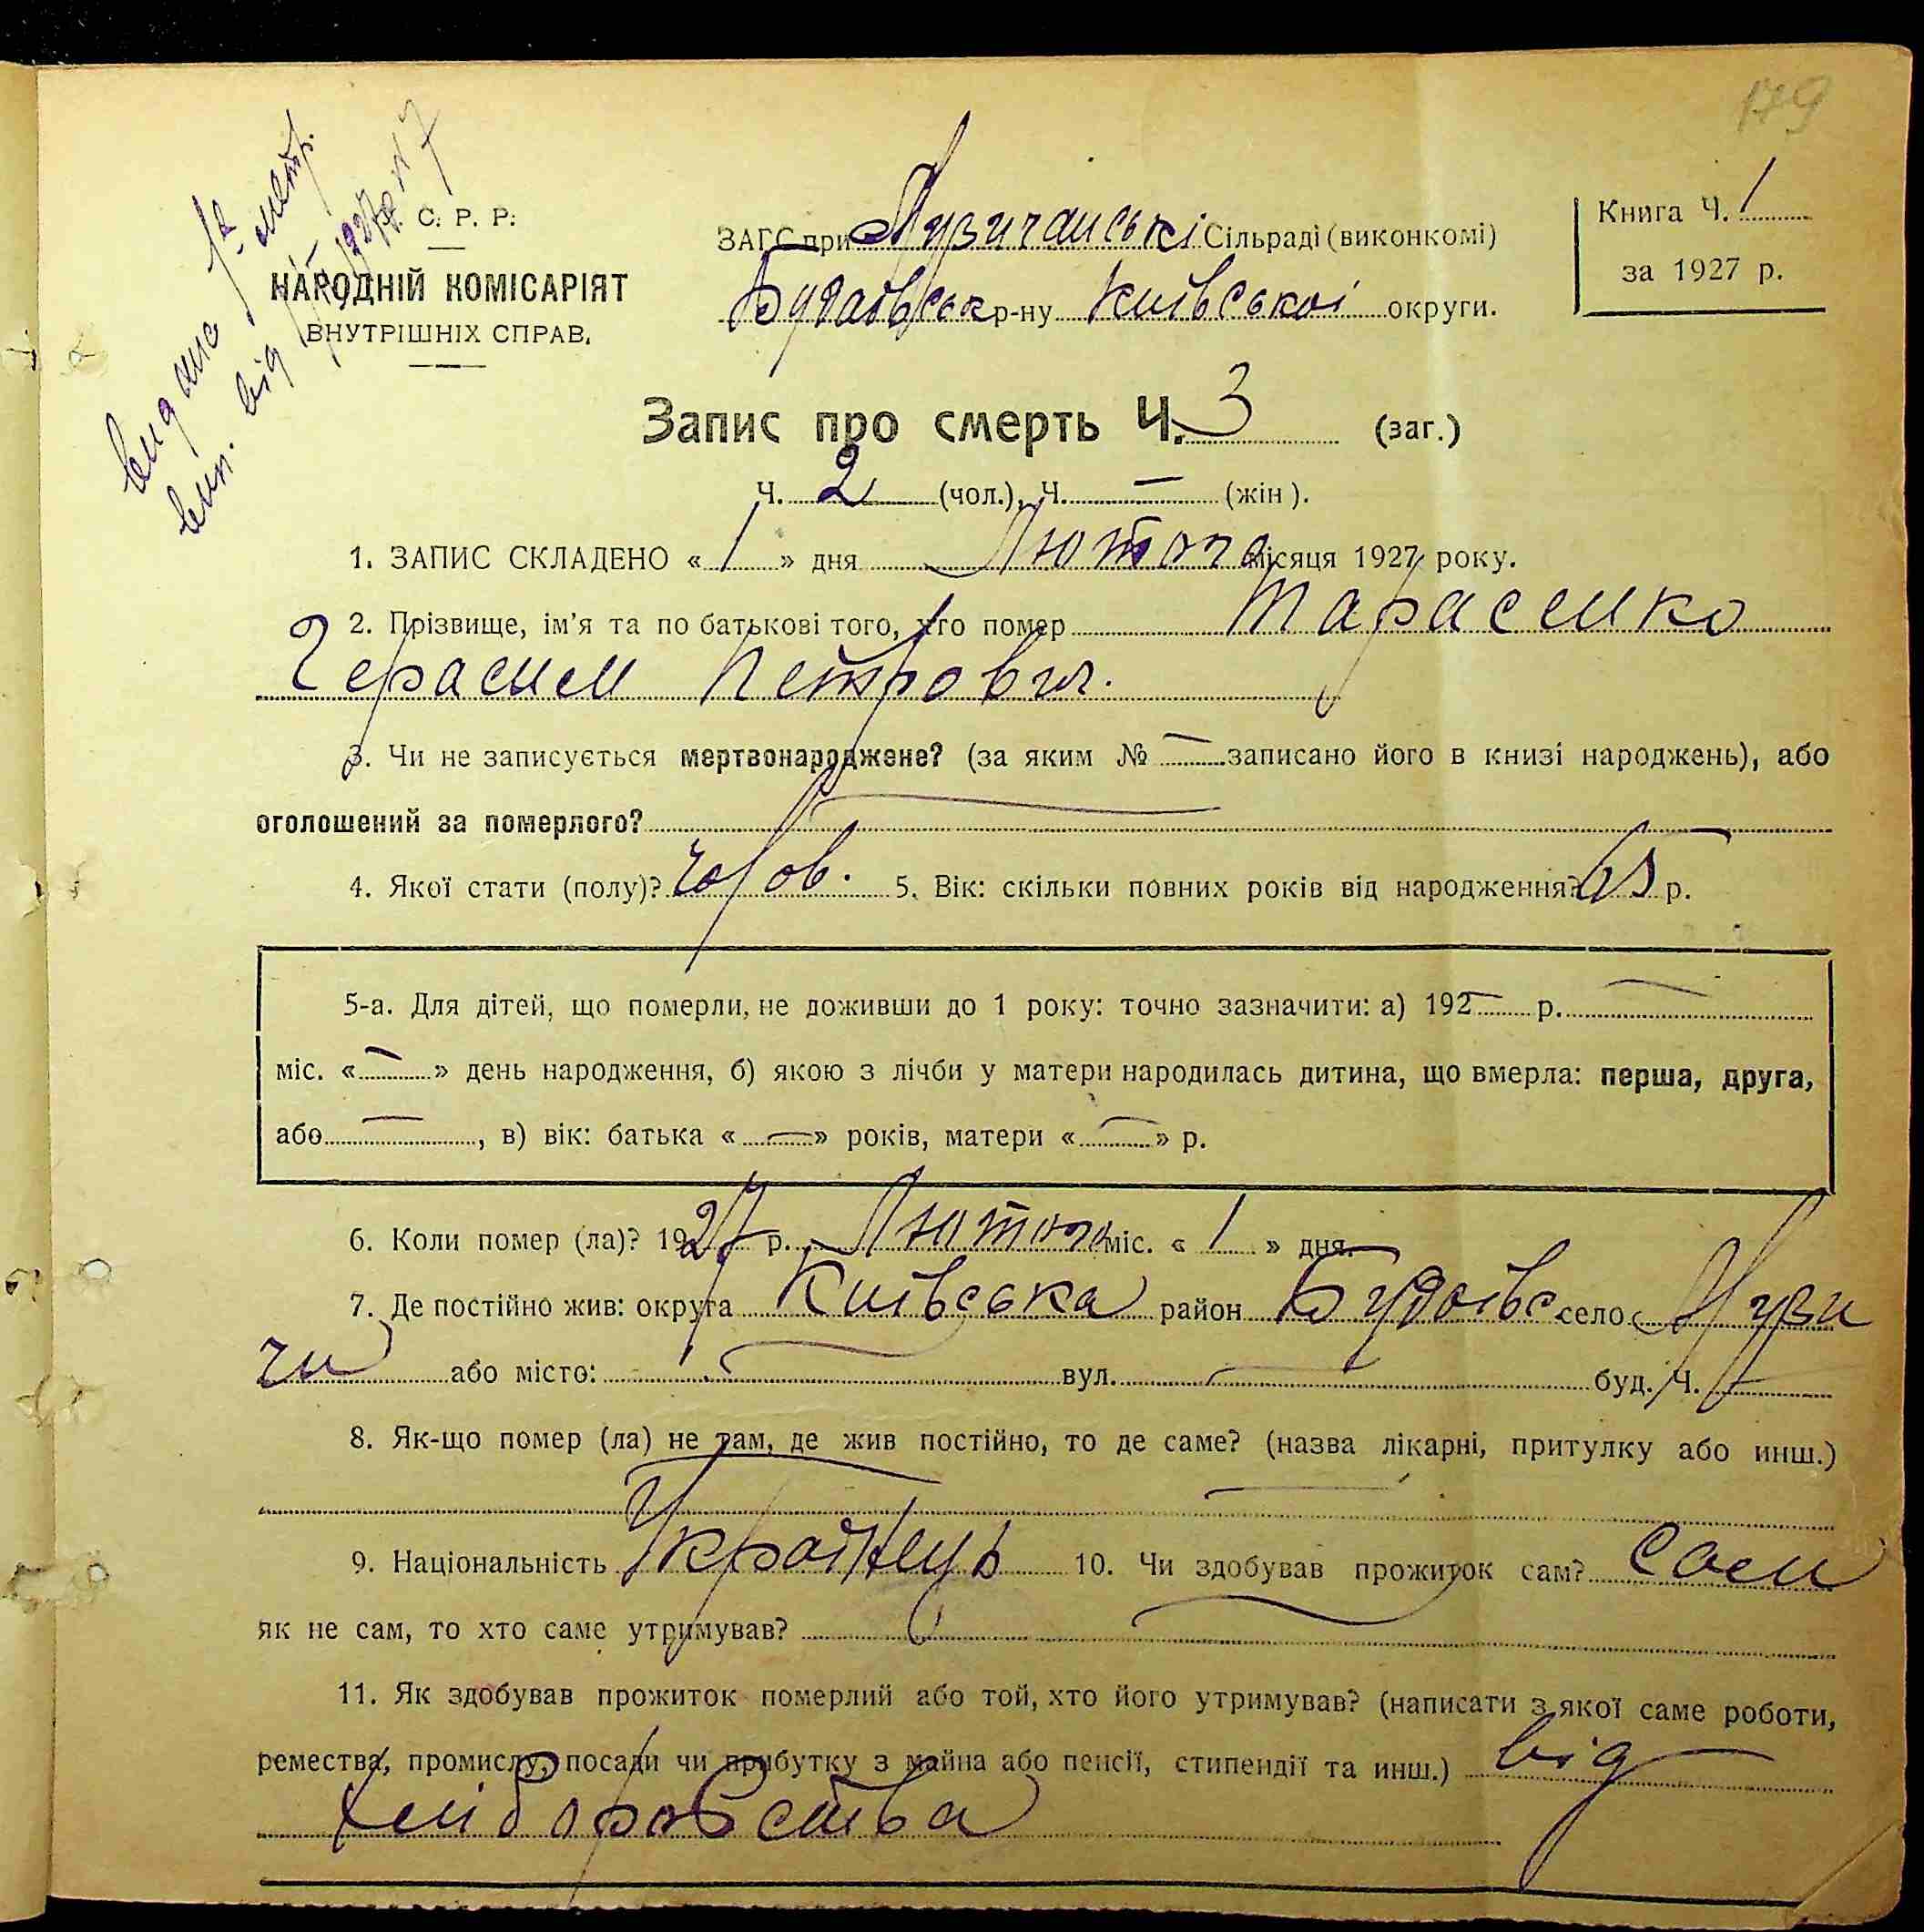 179
видано 1у метр.
вип. від 1927 р. № 7
С. Р. Р.
НАРОДНІЙ КОМІСАРІЯТ
ВНУТРІШНІХ СПРАВ.
ЗАГС при Музичанські Сільраді (виконкомі)
Будаївськ р-ну Київської округи.
Книга Ч. 1
за 1927 р.
Запис про смерть Ч. 3 (заг.)
Ч. 2 (чол.), Ч. — (жін).
1. ЗАПИС СКЛАДЕНО « 1 » дня Лютого місяця 1927 року.
2. Прізвище, ім'я та по батькові того, хто помер Тарасенко
Герасим Петрович.
3. Чи не записується мертвонароджене? (за яким № — записано його в книзі народжень), або
оголошений за померлого? —
4. Якої стати (полу)? чолов. 5. Вік: скільки повних років від народження? 65 р.
5-а. Для дітей, що померли, не доживши до 1 року: точно зазначити: а) 192— р. —
міс. «—» день народження, б) якою з лічби у матери народилась дитина, що вмерла: перша, друга,
або —, в) вік: батька «—» років, матери «—» р.
6. Коли помер (ла)? 1927 р. Лютого міс. « 1 » дня.
7. Де постійно жив: округа Київська район Будаївс село Музи
чи або місто: — вул. — буд. Ч. —
8. Як-що помер (ла) не там, де жив постійно, то де саме? (назва лікарні, притулку або инш.)
— —
9. Національність Українець 10. Чи здобував прожиток сам? Сам
як не сам, то хто саме утримував? —
11. Як здобував прожиток померлий або той, хто його утримував? (написати з якої саме роботи,
ремества, промислу, посади чи прибутку з майна або пенсії, стипендії та инш.) від
хліборобства